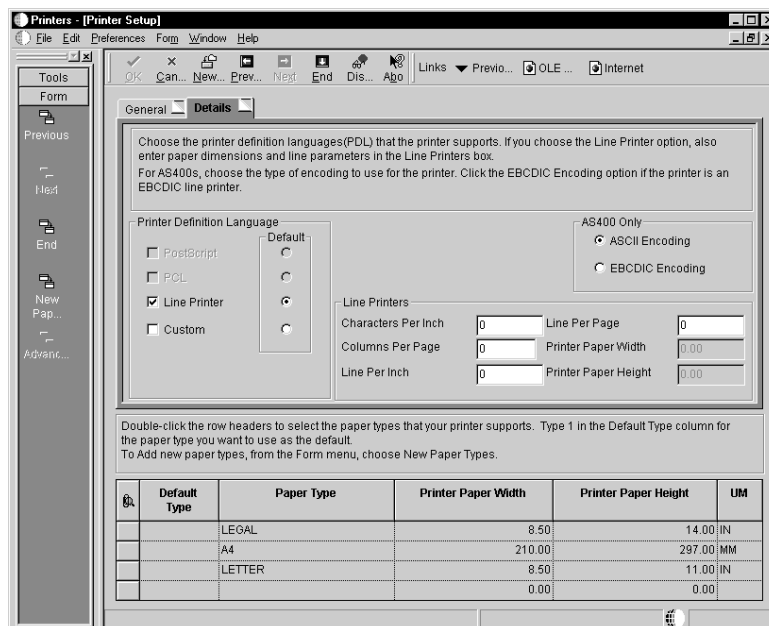 Printers - [Printer Setup]
File Edit Preferences Form Window Help
Tools
Form
Previous
Next
End
New
Pap...
Advanc...
OK Can... New... Prev... Next End Dis... Abo Links Previo... OLE ... Internet
General Details
Choose the printer definition languages(PDL) that the printer supports. If you choose the Line Printer option, also
enter paper dimensions and line parameters in the Line Printers box.
For AS400s, choose the type of encoding to use for the printer. Click the EBCDIC Encoding option if the printer is an
EBCDIC line printer.
Printer Definition Language
Default
PostScript
PCL
Line Printer
Custom
AS400 Only
ASCII Encoding
EBCDIC Encoding
Line Printers
Characters Per Inch 0 Line Per Page 0
Columns Per Page 0 Printer Paper Width 0.00
Line Per Inch 0 Printer Paper Height 0.00
Double-click the row headers to select the paper types that your printer supports. Type 1 in the Default Type column for
the paper type you want to use as the default.
To Add new paper types, from the Form menu, choose New Paper Types.
Default Type Paper Type Printer Paper Width Printer Paper Height UM
LEGAL 8.50 14.00 IN
A4 210.00 297.00 MM
LETTER 8.50 11.00 IN
0.00 0.00